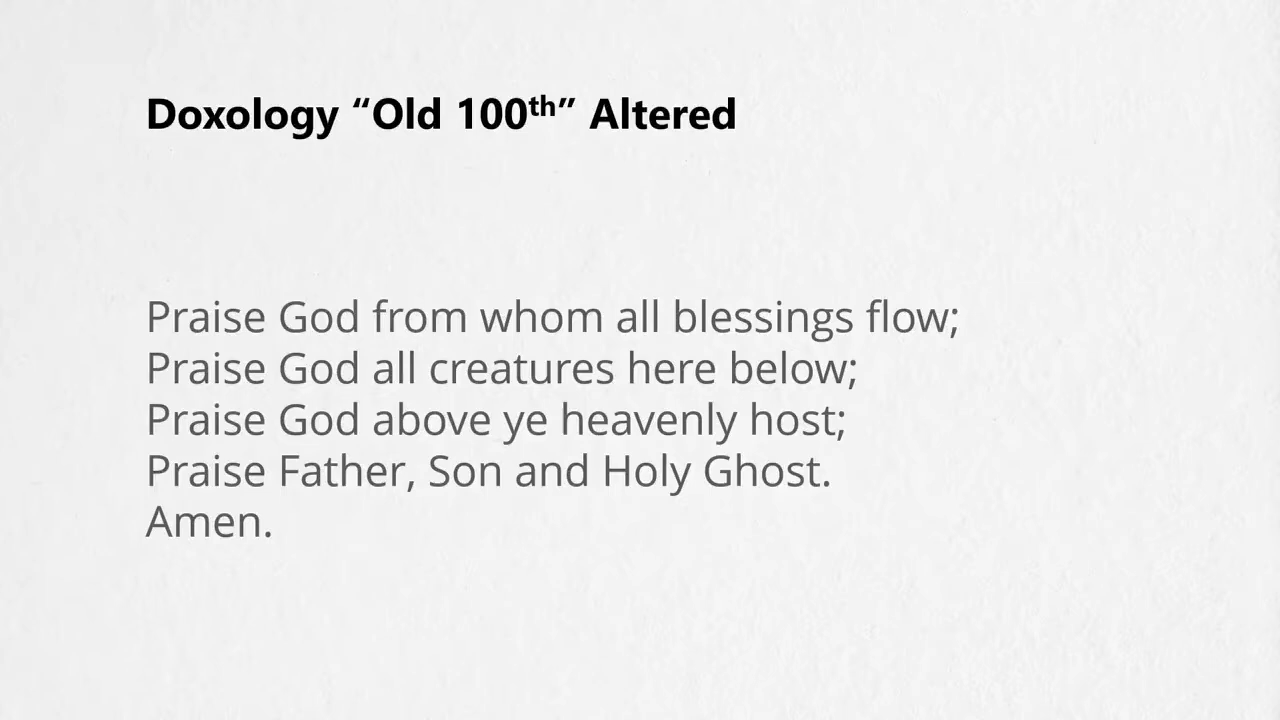 Doxology “Old 100th” Altered
Praise God from whom all blessings flow;
Praise God all creatures here below;
Praise God above ye heavenly host;
Praise Father, Son and Holy Ghost.
Amen.